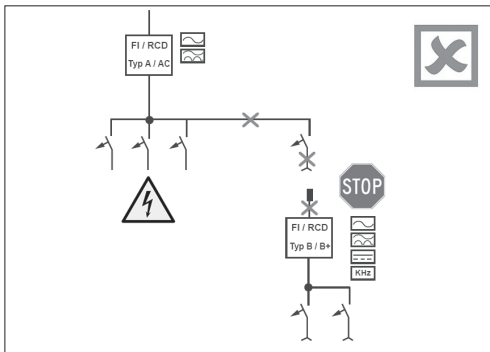 FI / RCD
Typ A / AC
STOP
FI / RCD
Typ B / B+
KHz